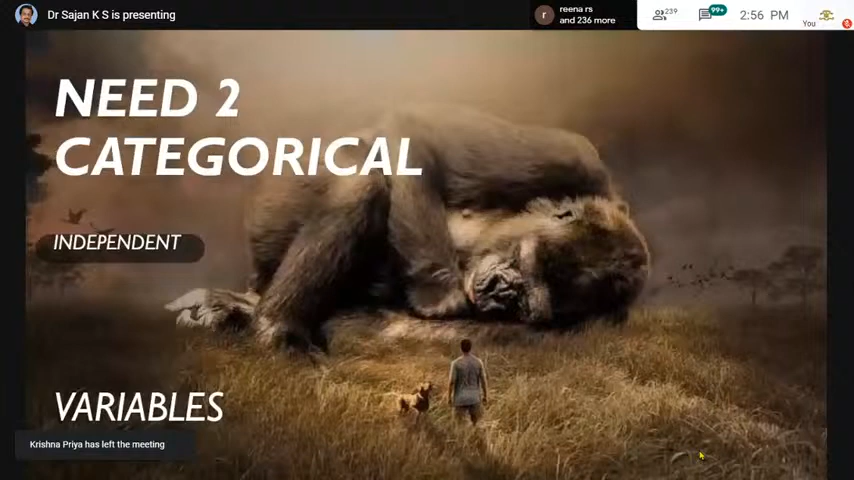 Dr Sajan K S is presenting
r
reena rs
and 236 more
239
99+
2:56 PM
You
NEED 2
CATEGORICAL
INDEPENDENT
VARIABLES
Krishna Priya has left the meeting